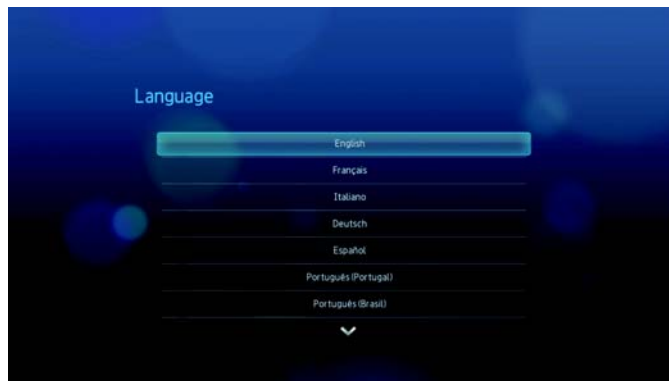 Language
English
Français
Italiano
Deutsch
Español
Português (Portugal)
Português (Brasil)